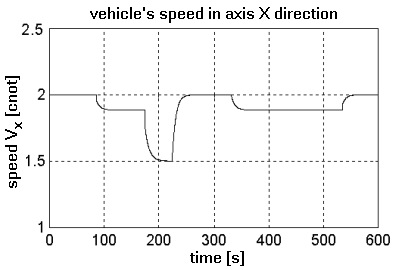 vehicle's speed in axis X direction
2.5
2
1.5
1
speed Vx [cnot]
0 100 200 300 400 500 600
time [s]